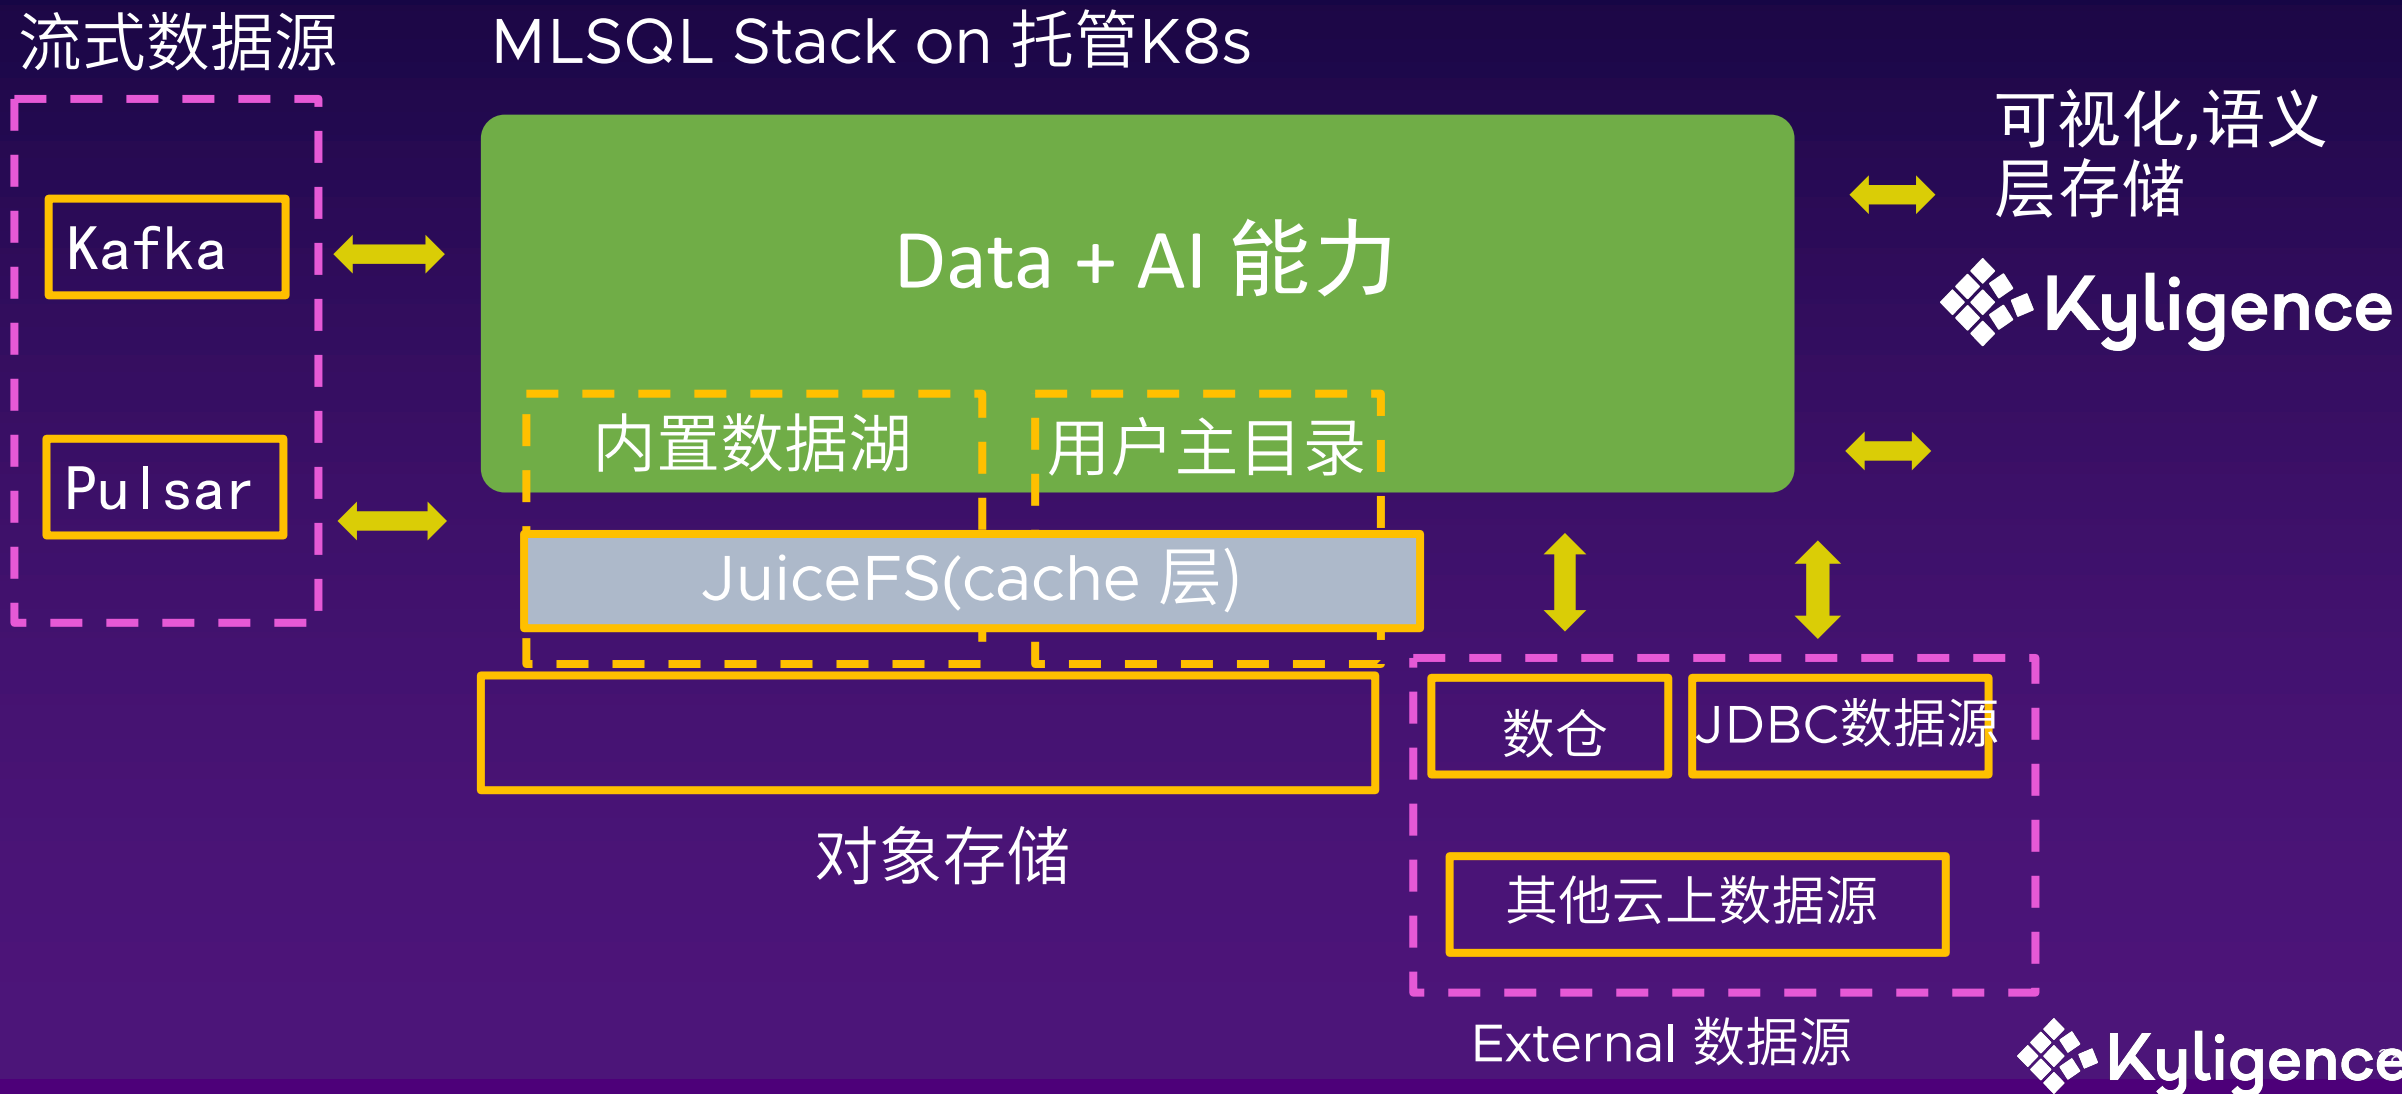 流式数据源
MLSQL Stack on 托管K8s
Kafka
Pulsar
Data + AI 能力
内置数据湖
用户主目录
JuiceFS(cache 层)
对象存储
可视化,语义
层存储
Kyligence
数仓
JDBC数据源
其他云上数据源
External 数据源
Kyligence